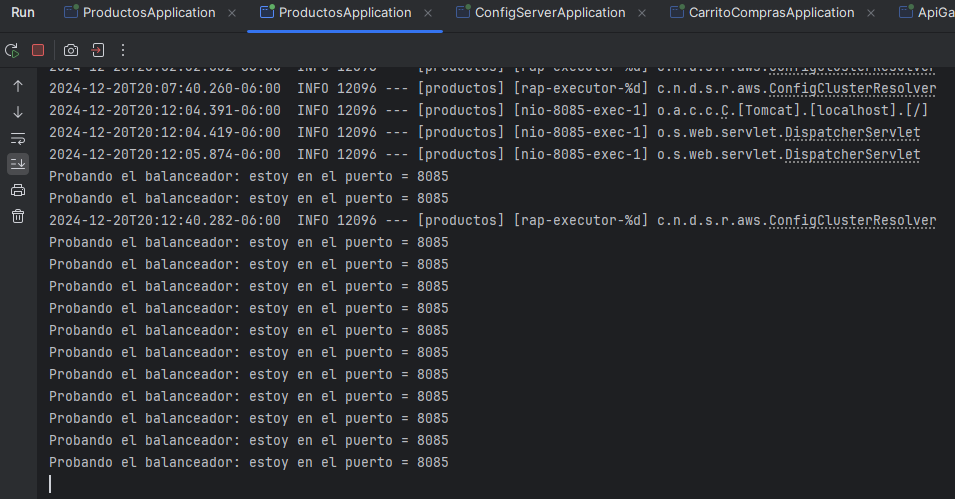 Run ProductosApplication ProductosApplication ConfigServerApplication CarritoComprasApplication ApiGa
2024-12-20T20:07:40.260-06:00 INFO 12096 --- [productos] [rap-executor-%d] c.n.d.s.r.aws.ConfigClusterResolver
2024-12-20T20:12:04.391-06:00 INFO 12096 --- [productos] [nio-8085-exec-1] o.a.c.c.C.[Tomcat].[localhost].[/]
2024-12-20T20:12:04.419-06:00 INFO 12096 --- [productos] [nio-8085-exec-1] o.s.web.servlet.DispatcherServlet
2024-12-20T20:12:05.874-06:00 INFO 12096 --- [productos] [nio-8085-exec-1] o.s.web.servlet.DispatcherServlet
Probando el balanceador: estoy en el puerto = 8085
Probando el balanceador: estoy en el puerto = 8085
2024-12-20T20:12:40.282-06:00 INFO 12096 --- [productos] [rap-executor-%d] c.n.d.s.r.aws.ConfigClusterResolver
Probando el balanceador: estoy en el puerto = 8085
Probando el balanceador: estoy en el puerto = 8085
Probando el balanceador: estoy en el puerto = 8085
Probando el balanceador: estoy en el puerto = 8085
Probando el balanceador: estoy en el puerto = 8085
Probando el balanceador: estoy en el puerto = 8085
Probando el balanceador: estoy en el puerto = 8085
Probando el balanceador: estoy en el puerto = 8085
Probando el balanceador: estoy en el puerto = 8085
Probando el balanceador: estoy en el puerto = 8085
Probando el balanceador: estoy en el puerto = 8085